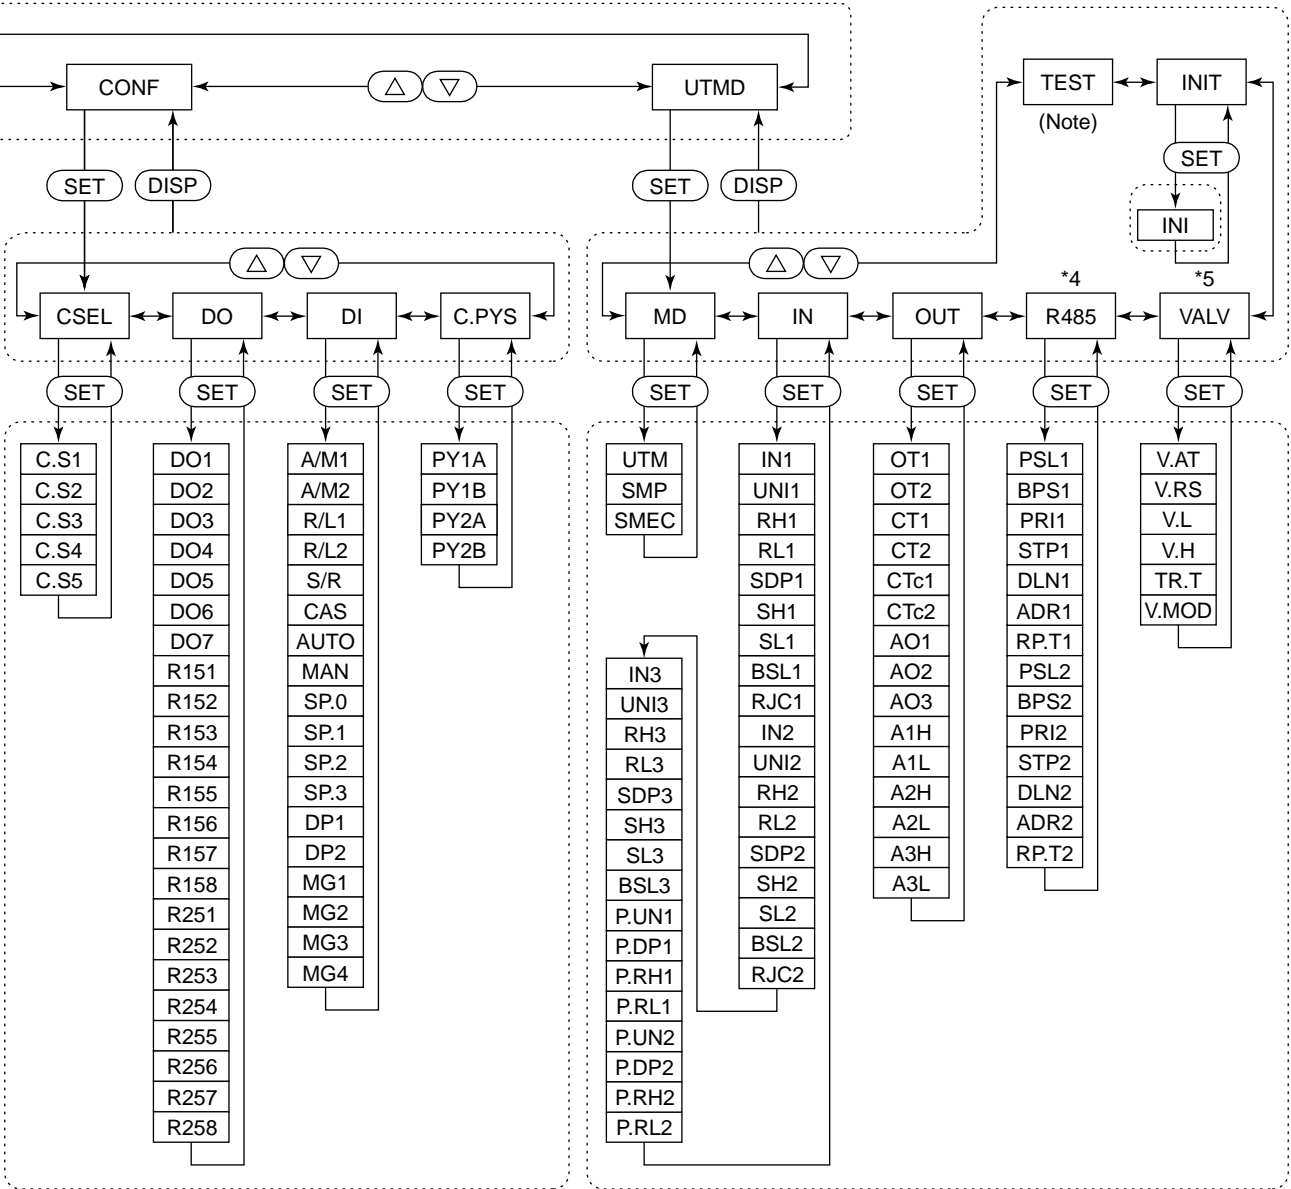 CONF
UTMD
TEST
INIT
(Note)
SET
DISP
SET
DISP
SET
INI
*4
*5
CSEL
DO
DI
C.PYS
MD
IN
OUT
R485
VALV
SET
SET
SET
SET
SET
SET
SET
SET
SET
C.S1
C.S2
C.S3
C.S4
C.S5
DO1
DO2
DO3
DO4
DO5
DO6
DO7
R151
R152
R153
R154
R155
R156
R157
R158
R251
R252
R253
R254
R255
R256
R257
R258
A/M1
A/M2
R/L1
R/L2
S/R
CAS
AUTO
MAN
SP.0
SP.1
SP.2
SP.3
DP1
DP2
MG1
MG2
MG3
MG4
PY1A
PY1B
PY2A
PY2B
UTM
SMP
SMEC
IN1
UNI1
RH1
RL1
SDP1
SH1
SL1
BSL1
RJC1
IN2
UNI2
RH2
RL2
SDP2
SH2
SL2
BSL2
RJC2
IN3
UNI3
RH3
RL3
SDP3
SH3
SL3
BSL3
P.UN1
P.DP1
P.RH1
P.RL1
P.UN2
P.DP2
P.RH2
P.RL2
OT1
OT2
CT1
CT2
CTc1
CTc2
AO1
AO2
AO3
A1H
A1L
A2H
A2L
A3H
A3L
PSL1
BPS1
PRI1
STP1
DLN1
ADR1
RP.T1
PSL2
BPS2
PRI2
STP2
DLN2
ADR2
RP.T2
V.AT
V.RS
V.L
V.H
TR.T
V.MOD